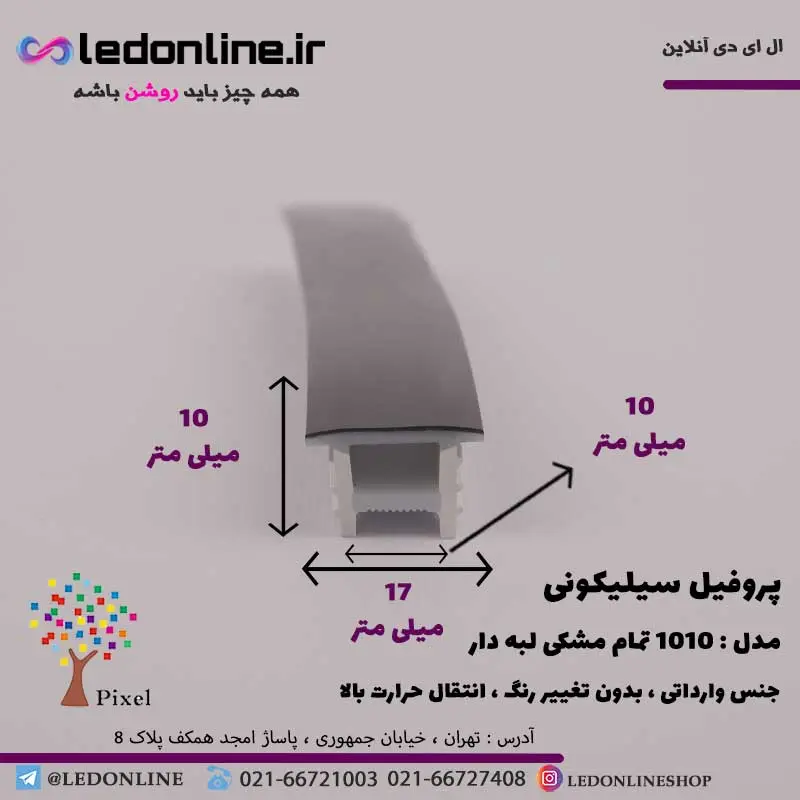 ledonline.ir
همه چیز باید روشن باشه
ال ای دی آنلاین
10
میلی متر
10
میلی متر
17
میلی متر
پروفیل سیلیکونی
مدل : 1010 تمام مشکی لبه دار
جنس وارداتی ، بدون تغییر رنگ ، انتقال حرارت بالا
Pixel
آدرس : تهران ، خیابان جمهوری ، پاساژ امجد همکف پلاک 8
@LEDONLINE 021-66721003 021-66727408 LEDONLINESHOP